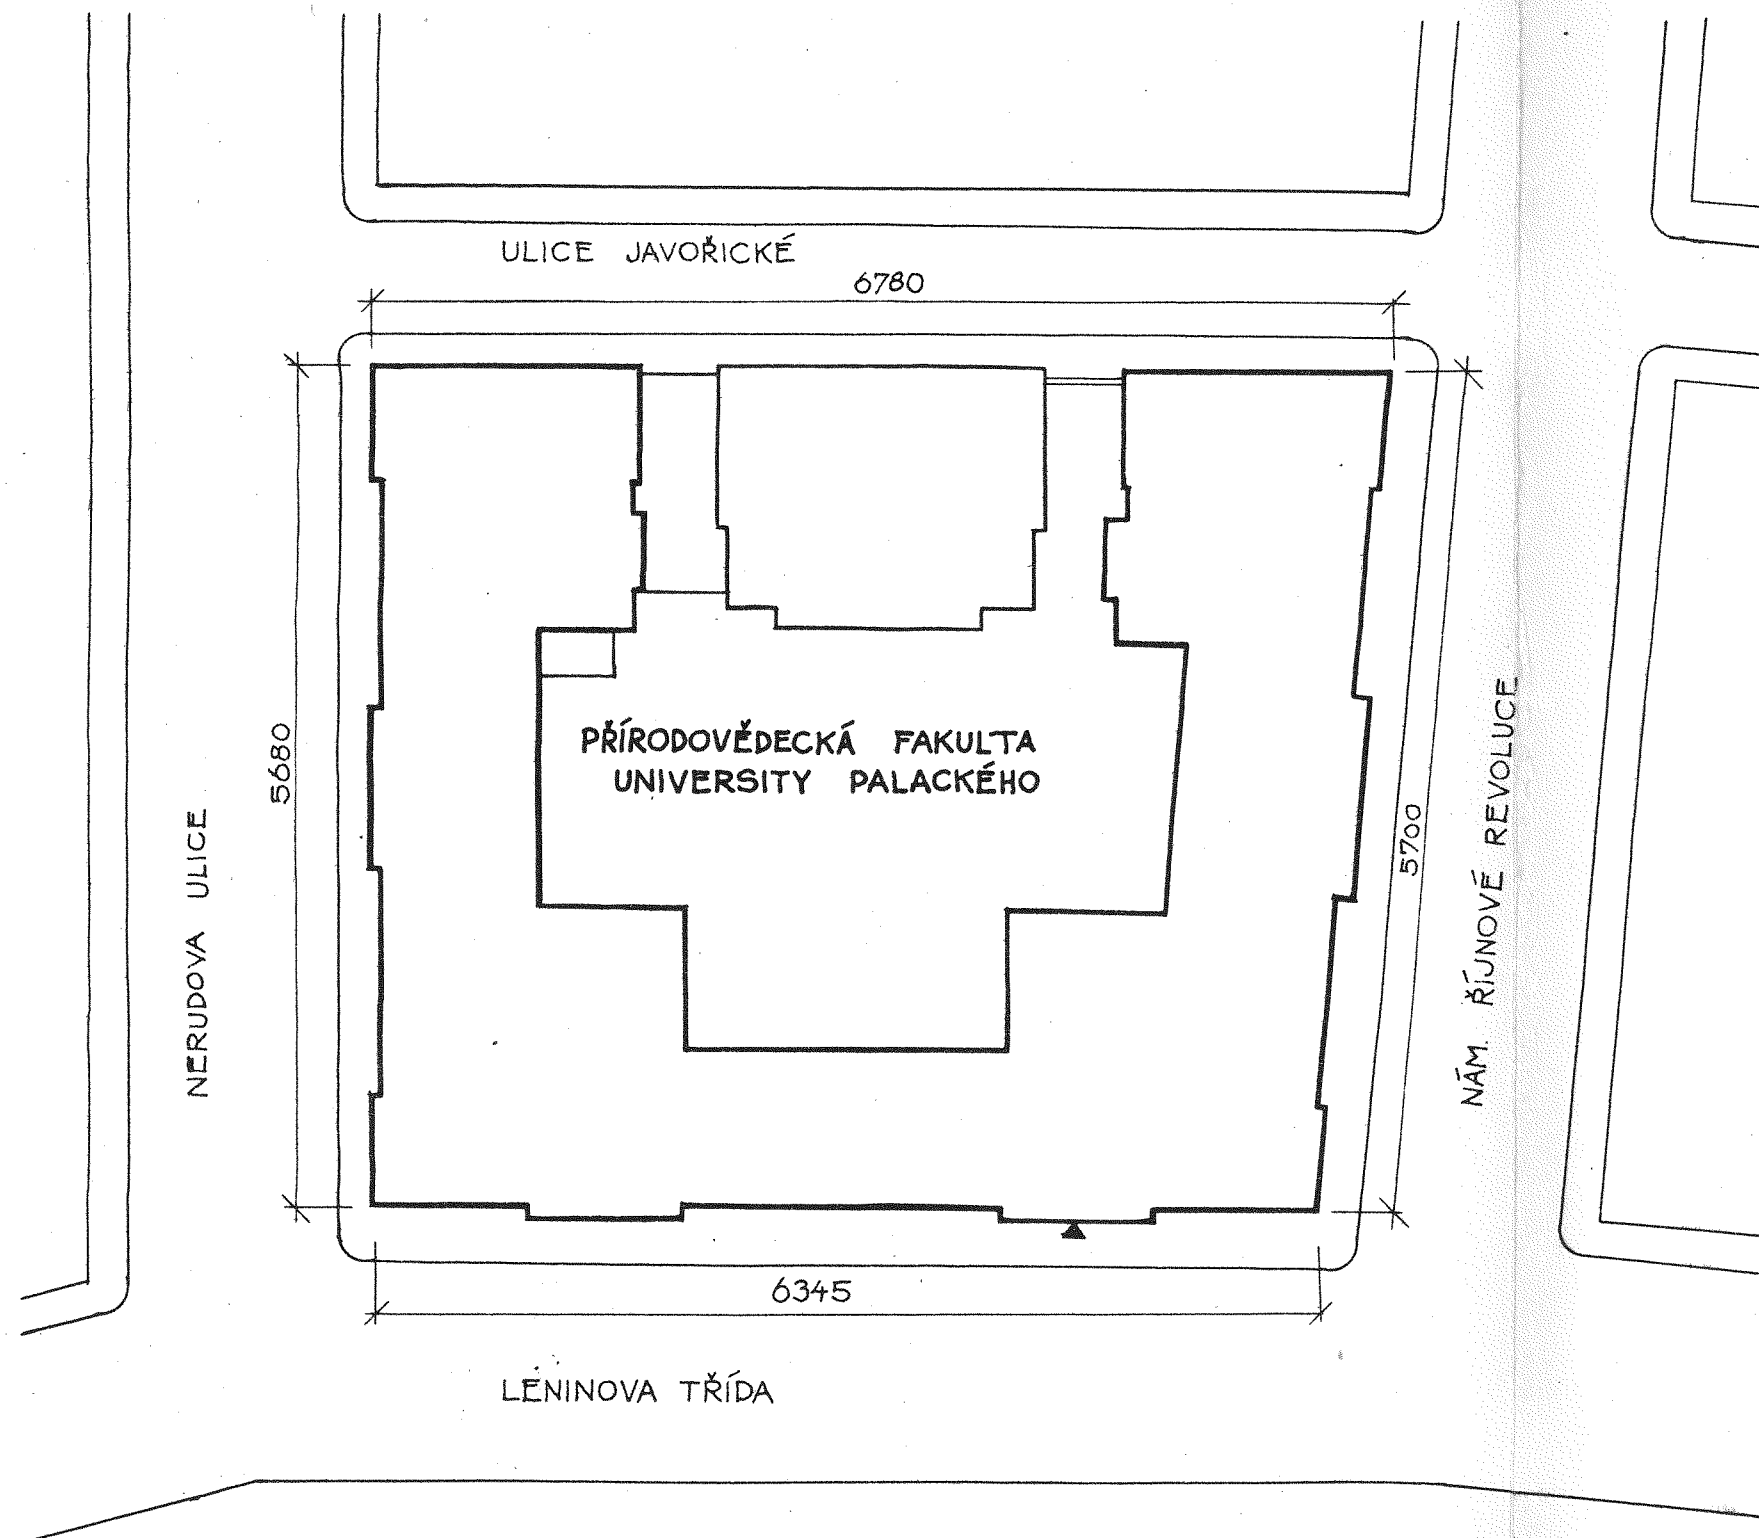 ULICE JAVOŘICKÉ
6780
5680
NERUDOVA ULICE
PŘÍRODOVĚDECKÁ FAKULTA
UNIVERSITY PALACKÉHO
5700
NÁM. ŘÍJNOVÉ REVOLUCE
6345
LENINOVA TŘÍDA